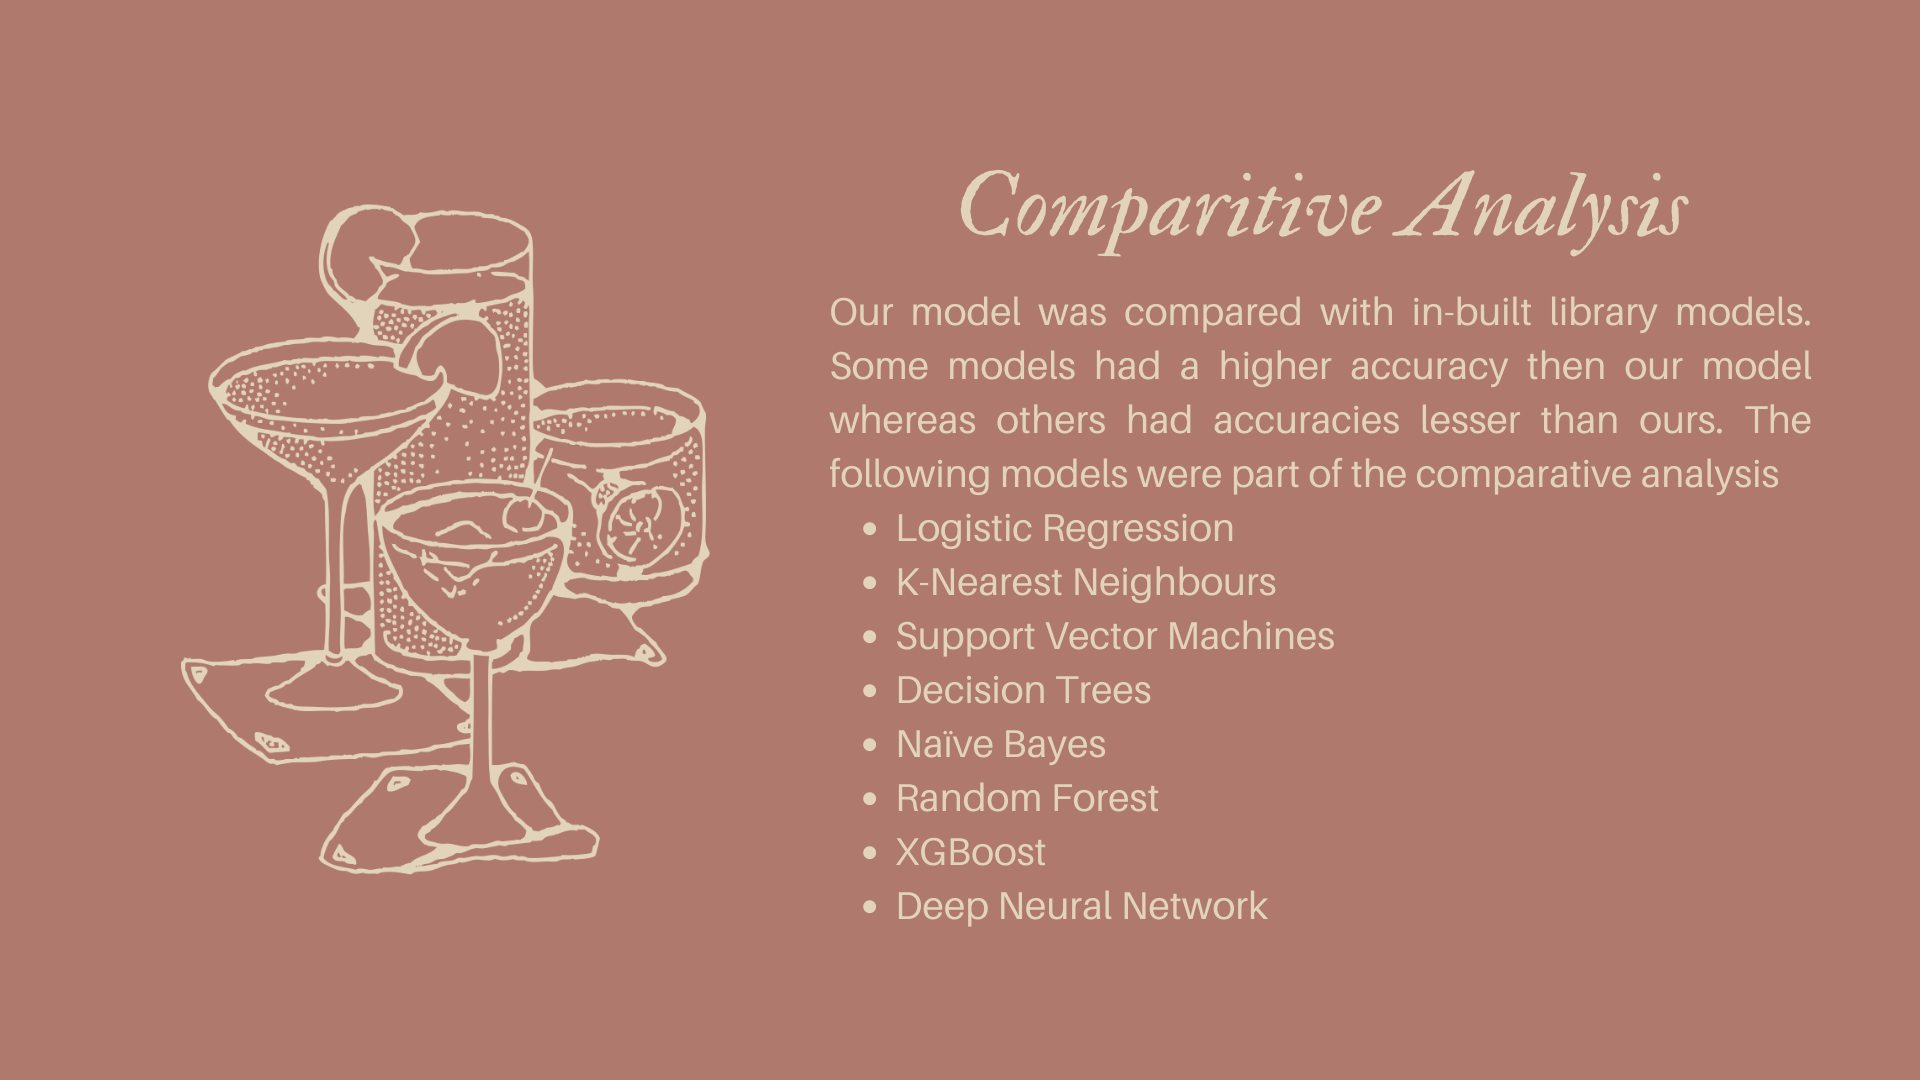 Comparitive Analysis
Our model was compared with in-built library models.
Some models had a higher accuracy then our model
whereas others had accuracies lesser than ours. The
following models were part of the comparative analysis
• Logistic Regression
• K-Nearest Neighbours
• Support Vector Machines
• Decision Trees
• Naïve Bayes
• Random Forest
• XGBoost
• Deep Neural Network